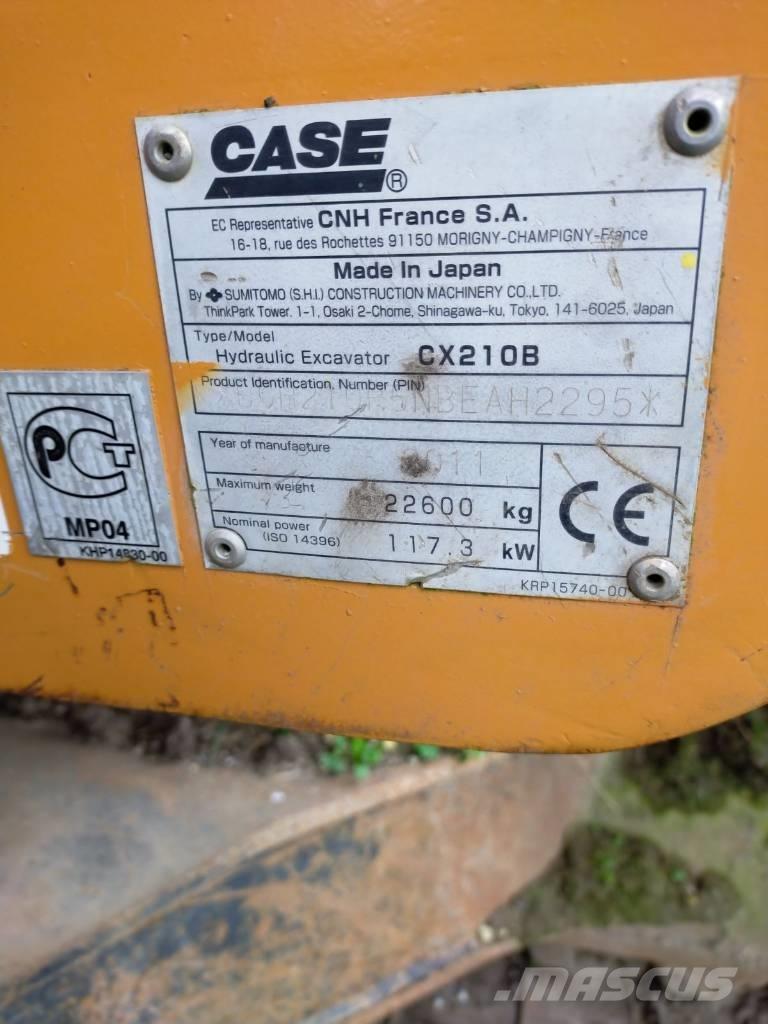 CASE ®
EC Representative CNH France S.A.
16-18, rue des Rochettes 91150 MORIGNY-CHAMPIGNY-France
Made In Japan
By SUMITOMO (S.H.I.) CONSTRUCTION MACHINERY CO.,LTD.
ThinkPark Tower. 1-1, Osaki 2-Chome, Shinagawa-ku, Tokyo, 141-6025, Japan
Type/Model
Hydraulic Excavator CX210B
Product Identification Number (PIN)
Year of manufacture
Maximum weight 22600 kg
Nominal power
(ISO 14396) 117.3 kW
CE
KRP15740-00
РСТ
MP04
KHP14830-00
MASCUS